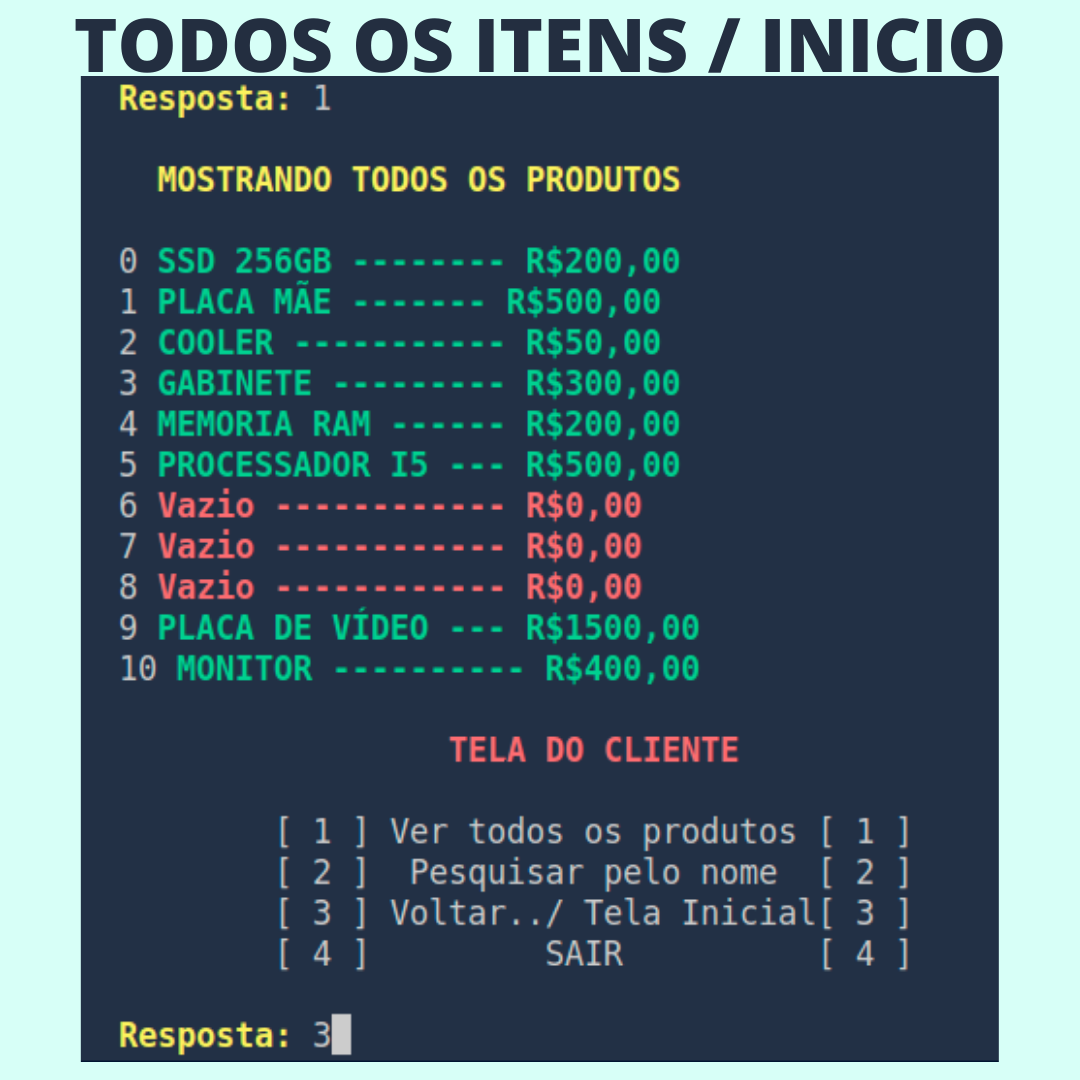 TODOS OS ITENS / INICIO
Resposta: 1
MOSTRANDO TODOS OS PRODUTOS
0 SSD 256GB -------- R$200,00
1 PLACA MÃE ------- R$500,00
2 COOLER ----------- R$50,00
3 GABINETE --------- R$300,00
4 MEMORIA RAM ------ R$200,00
5 PROCESSADOR I5 --- R$500,00
6 Vazio ------------ R$0,00
7 Vazio ------------ R$0,00
8 Vazio ------------ R$0,00
9 PLACA DE VÍDEO --- R$1500,00
10 MONITOR ---------- R$400,00
TELA DO CLIENTE
[ 1 ] Ver todos os produtos [ 1 ]
[ 2 ]  Pesquisar pelo nome  [ 2 ]
[ 3 ] Voltar../ Tela Inicial[ 3 ]
[ 4 ]         SAIR          [ 4 ]
Resposta: 3